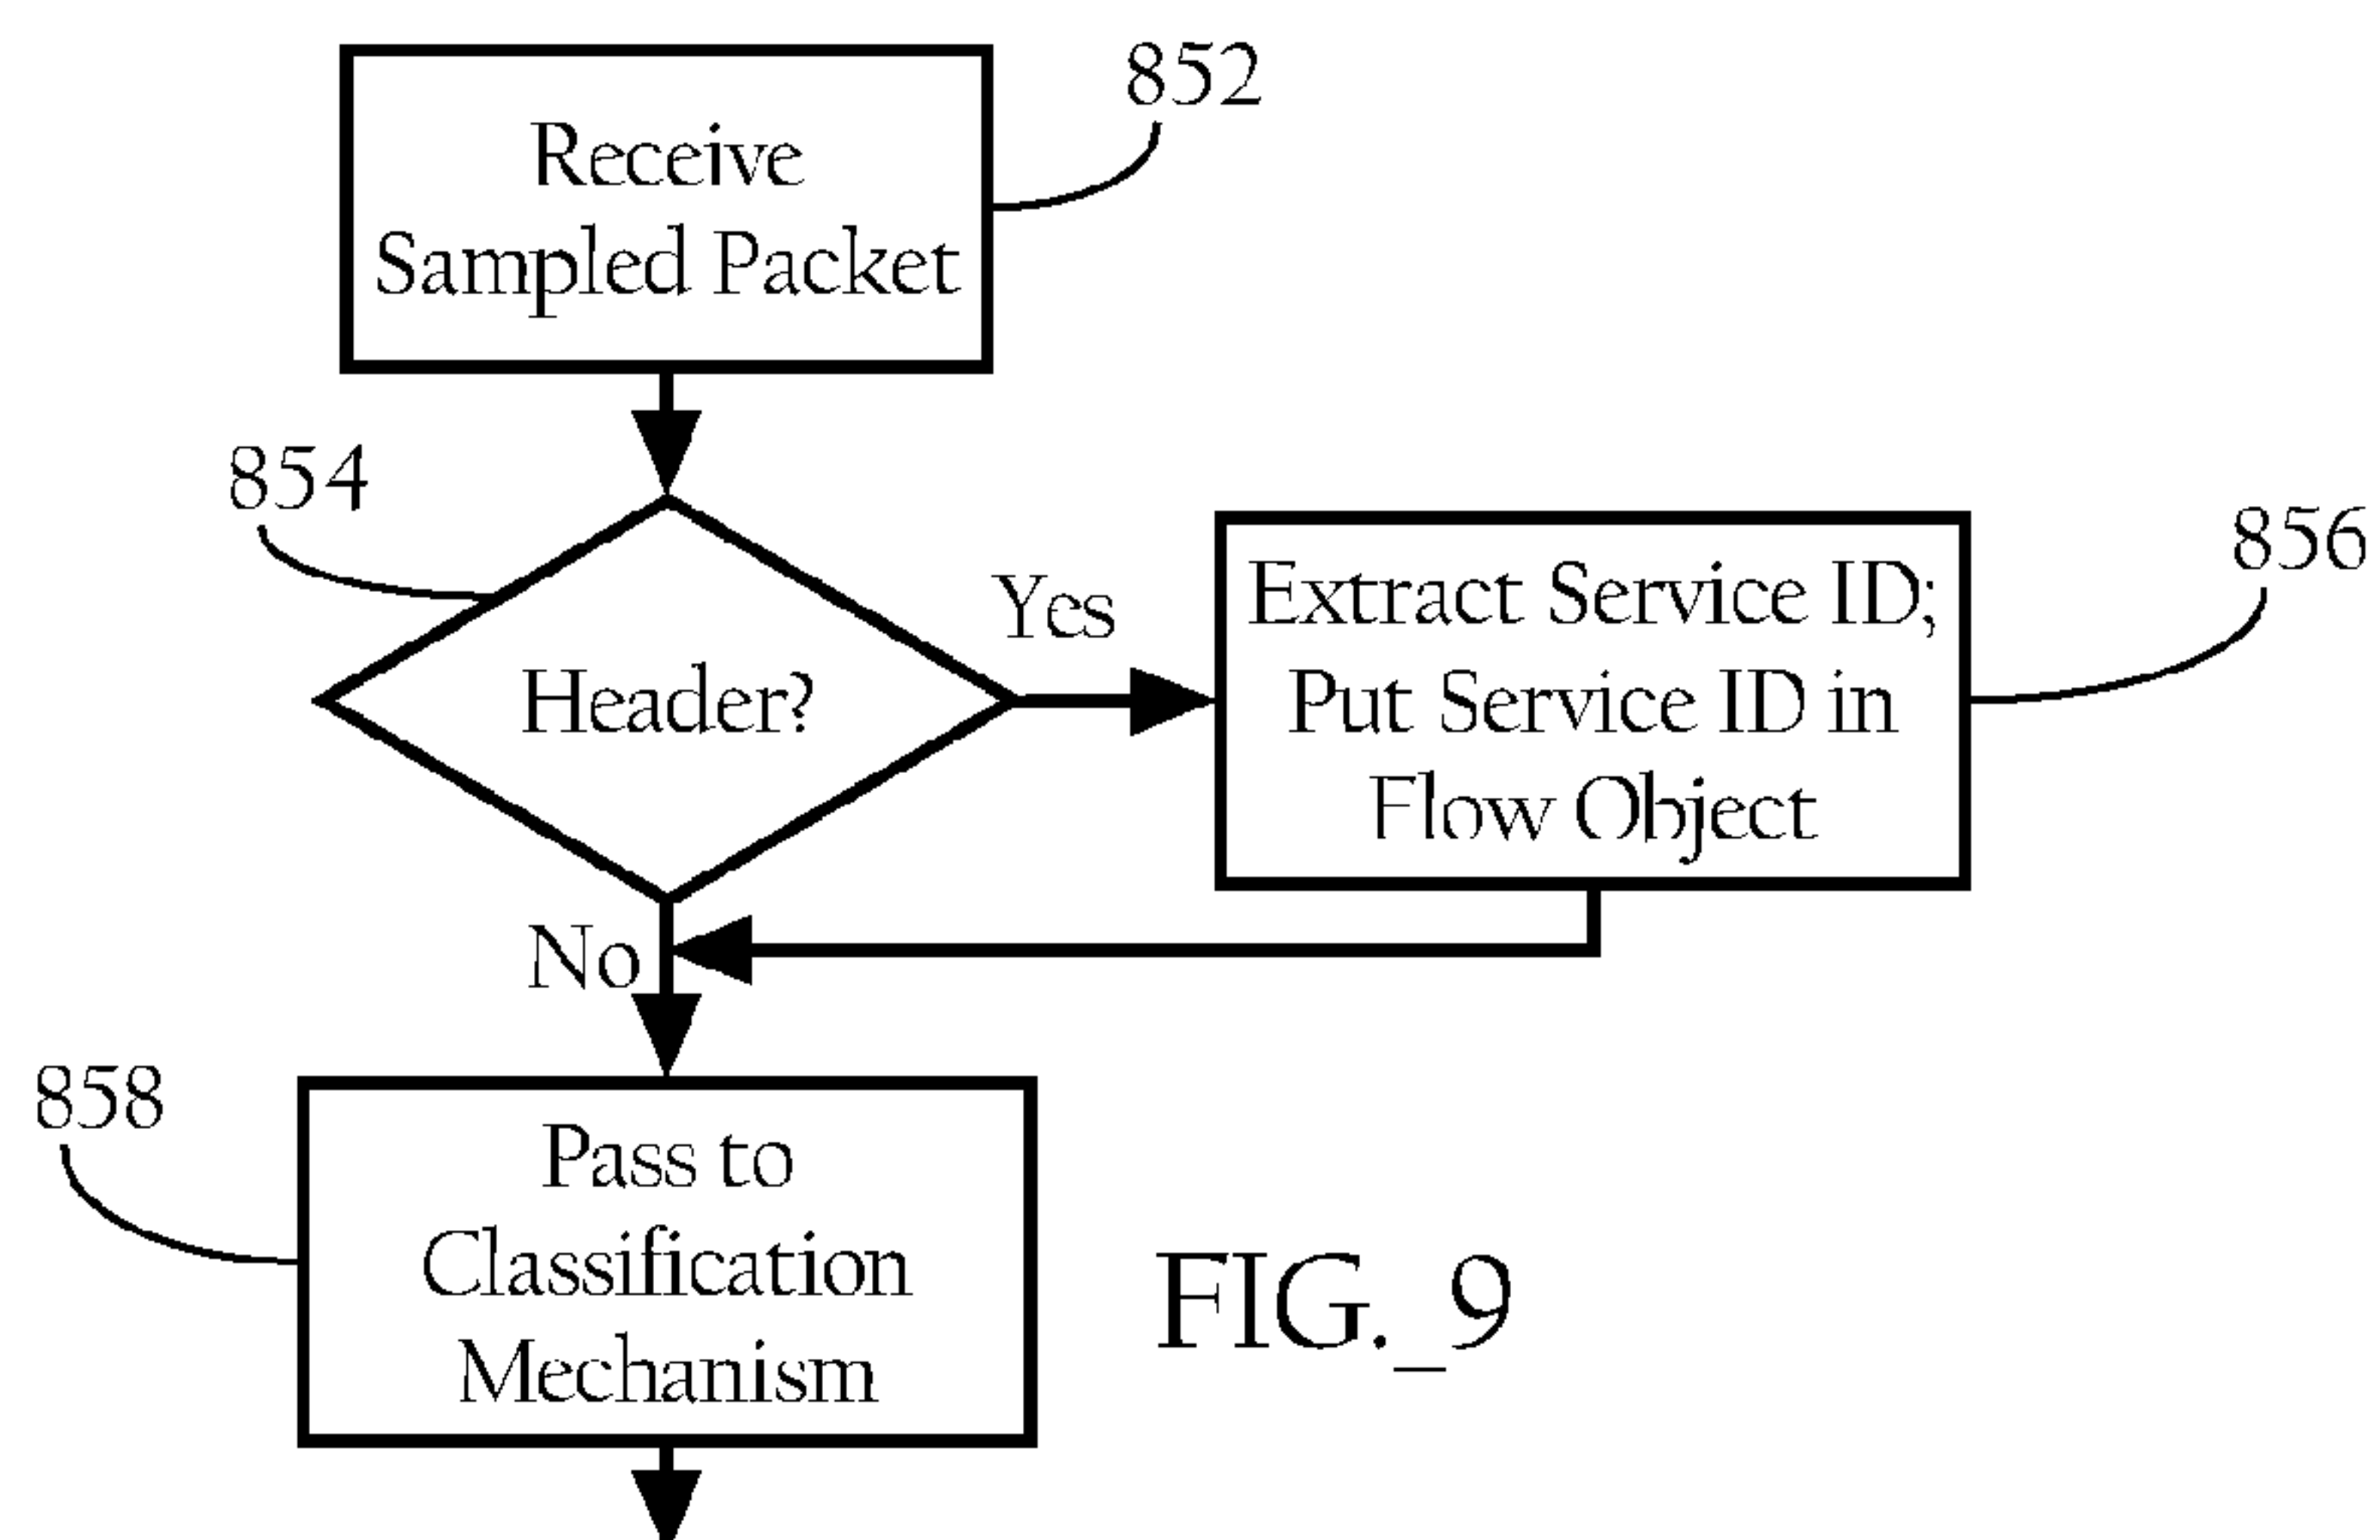 852
Receive
Sampled Packet
854
Header?
Yes
856
Extract Service ID;
Put Service ID in
Flow Object
No
858
Pass to
Classification
Mechanism
FIG._9